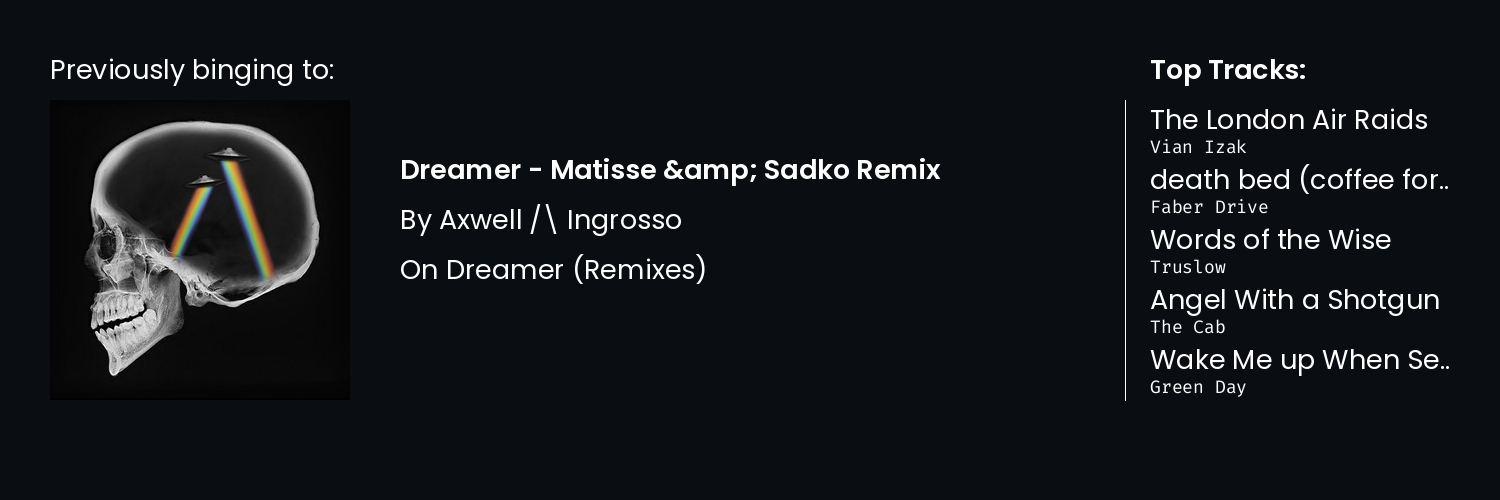 Previously binging to:
Dreamer - Matisse &amp; Sadko Remix
By Axwell /\ Ingrosso
On Dreamer (Remixes)
Top Tracks:
The London Air Raids
Vian Izak
death bed (coffee for..
Faber Drive
Words of the Wise
Truslow
Angel With a Shotgun
The Cab
Wake Me up When Se..
Green Day